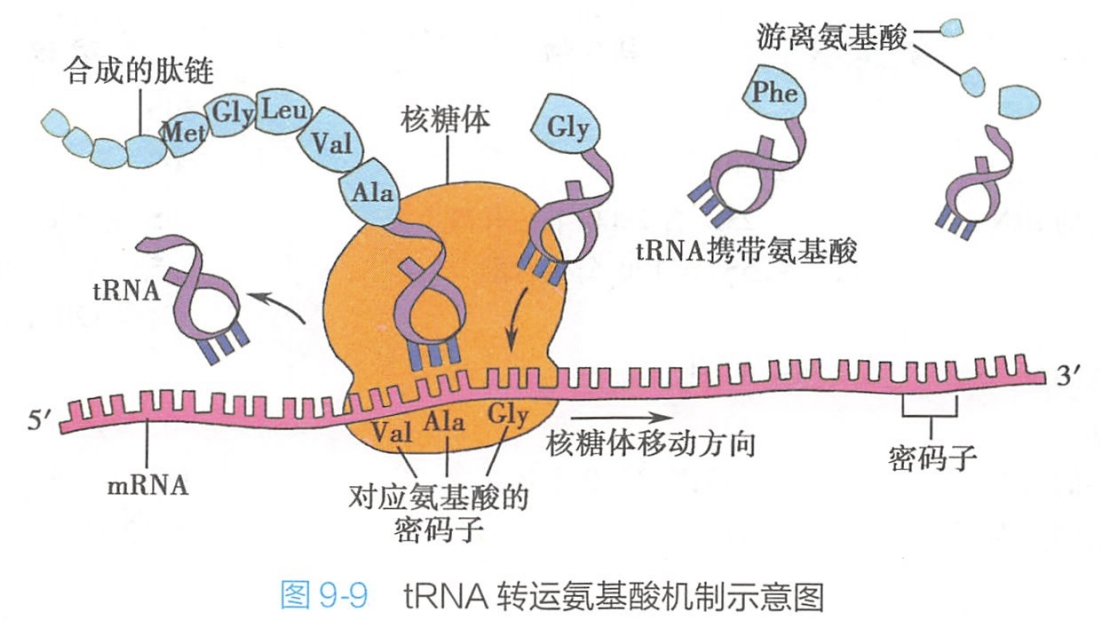 游离氨基酸
合成的肽链
Met
Gly
Leu
Val
Ala
核糖体
Gly
Phe
tRNA携带氨基酸
tRNA
5′
3′
Val
Ala
Gly
核糖体移动方向
密码子
mRNA
对应氨基酸的
密码子
图 9-9 tRNA 转运氨基酸机制示意图